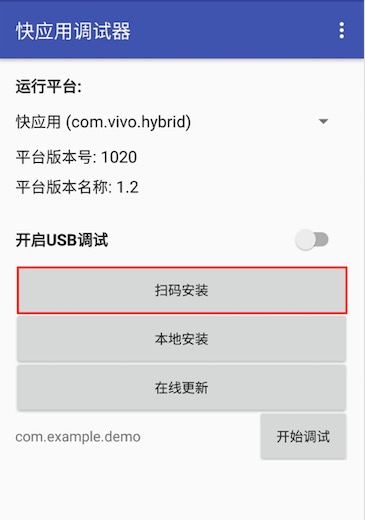 快应用调试器
运行平台:
快应用 (com.vivo.hybrid)
平台版本号: 1020
平台版本名称: 1.2
开启USB调试
扫码安装
本地安装
在线更新
com.example.demo
开始调试